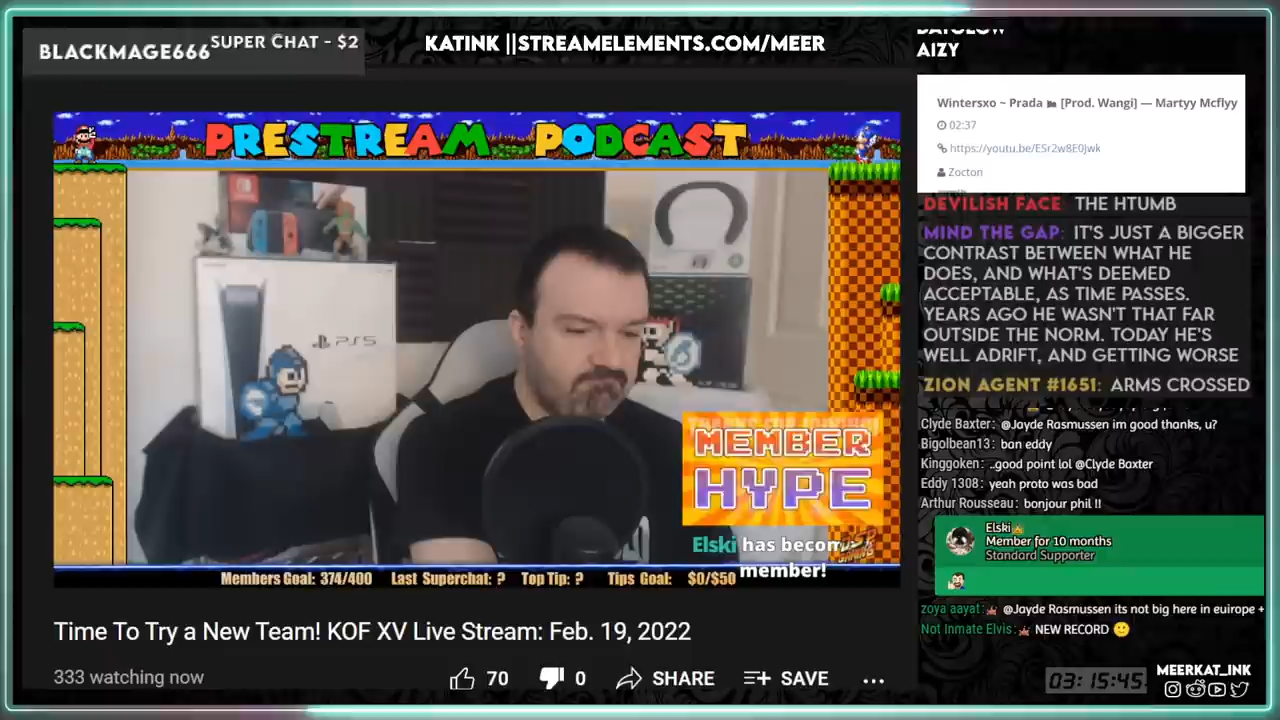 BLACKMAGE666 SUPER CHAT - $2
KATINK ||STREAMELEMENTS.COM/MEER
AIZY
Wintersxo ~ Prada [Prod. Wangi] — Martyy Mcflyy
02:37
https://youtu.be/ESr2w8E0Jwk
Zocton
PRESTREAM PODCAST
PS5
DEVILISH FACE THE HTUMB
MIND THE GAP: IT'S JUST A BIGGER
CONTRAST BETWEEN WHAT HE
DOES, AND WHAT'S DEEMED
ACCEPTABLE, AS TIME PASSES.
YEARS AGO HE WASN'T THAT FAR
OUTSIDE THE NORM. TODAY HE'S
WELL ADRIFT, AND GETTING WORSE
ZION AGENT #1651: ARMS CROSSED
Clyde Baxter: @Jayde Rasmussen im good thanks, u?
Bigolbean13: ban eddy
Kinggoken: ..good point lol @Clyde Baxter
Eddy 1308: yeah proto was bad
Arthur Rousseau: bonjour phil !!
Elski
Member for 10 months
Standard Supporter
zoya aayat: @Jayde Rasmussen its not big here in euirope +
Not Inmate Elvis: NEW RECORD 🙂
MEMBER
HYPE
Elski has becom
member!
Members Goal: 374/400 Last Superchat: ? Top Tip: ? Tips Goal: $0/$50
Time To Try a New Team! KOF XV Live Stream: Feb. 19, 2022
333 watching now
70 0 SHARE SAVE ...
03:15:45
MEERKAT_INK